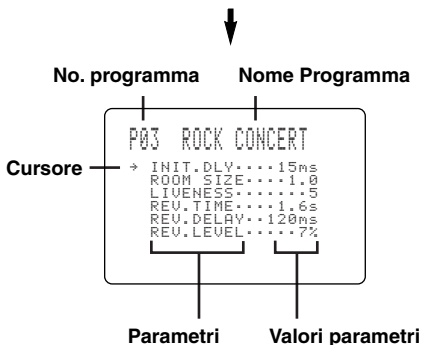 No. programma Nome Programma
P03 ROCK CONCERT
Cursore → INIT.DLY····15ms
ROOM SIZE····1.0
LIVENESS·······5
REV.TIME····1.6s
REV.DELAY··120ms
REV.LEVEL·····7%
Parametri Valori parametri